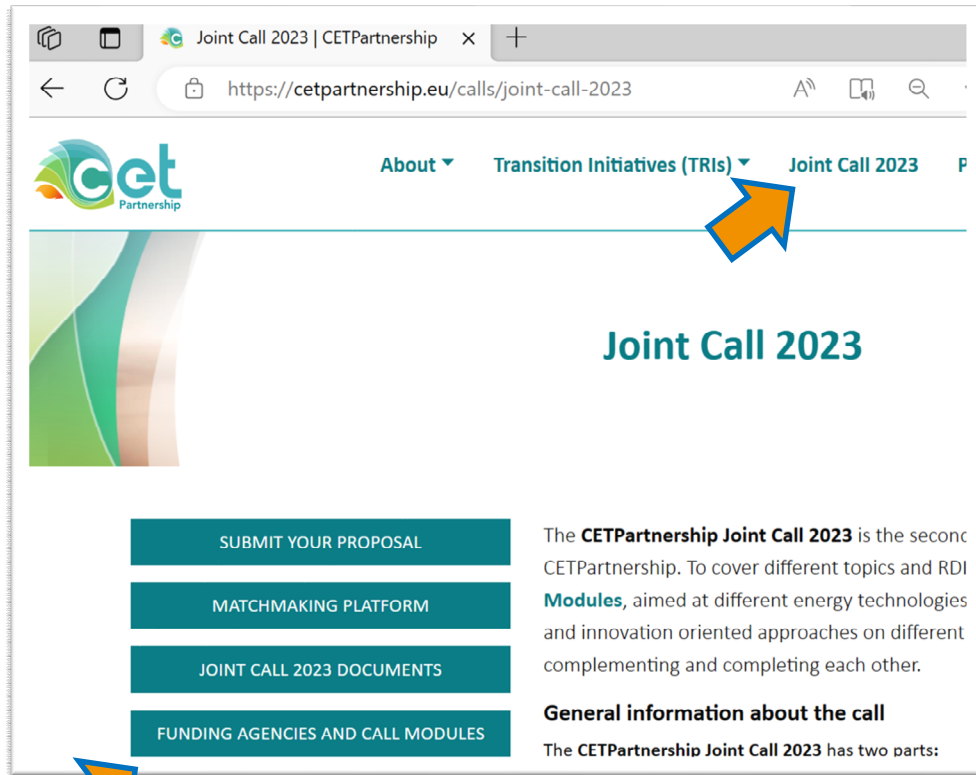 Joint Call 2023 | CETPartnership
https://cetpartnership.eu/calls/joint-call-2023
cet
Partnership
About Transition Initiatives (TRIs) Joint Call 2023 P
Joint Call 2023
SUBMIT YOUR PROPOSAL
MATCHMAKING PLATFORM
JOINT CALL 2023 DOCUMENTS
FUNDING AGENCIES AND CALL MODULES
The CETPartnership Joint Call 2023 is the second
CETPartnership. To cover different topics and RDI
Modules, aimed at different energy technologies
and innovation oriented approaches on different
complementing and completing each other.
General information about the call
The CETPartnership Joint Call 2023 has two parts: